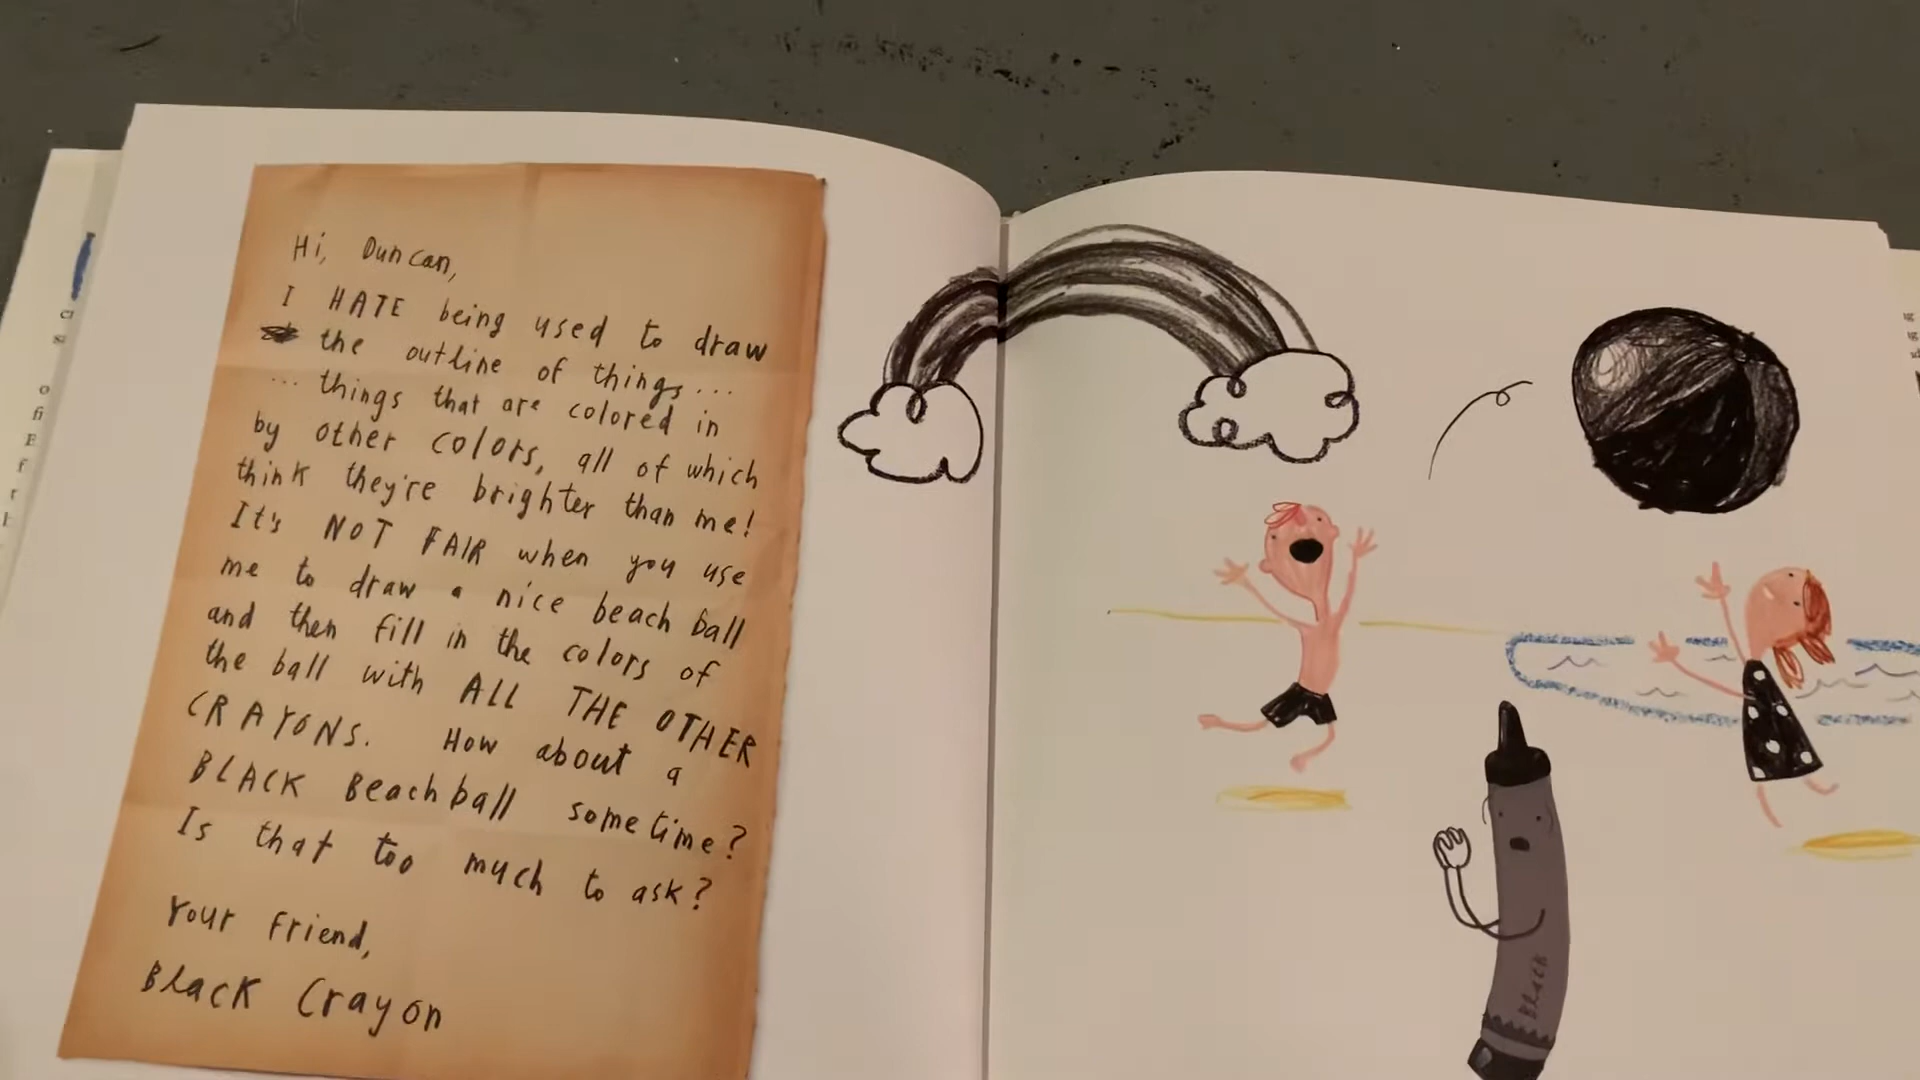 Hi, Duncan,
I HATE being used to draw
the outline of things...
... things that are colored in
by other colors, all of which
think they're brighter than me!
It's NOT FAIR when you use
me to draw a nice beach ball
and then fill in the colors of
the ball with ALL THE OTHER
CRAYONS. How about a
BLACK Beachball sometime?
Is that too much to ask?
Your friend,
Black Crayon
BLACK